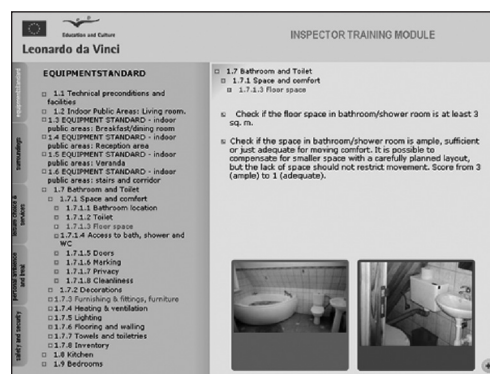 Education and Culture
Leonardo da Vinci
INSPECTOR TRAINING MODULE
equipmentstandard
surroundings
leisure choice & services
personal ambience and local
safety and security
EQUIPMENTSTANDARD
1.1 Technical preconditions and
facilities
1.2 Indoor Public Areas: Living room.
1.3 EQUIPMENT STANDARD - indoor
public areas: Breakfast/dining room
1.4 EQUIPMENT STANDARD - indoor
public areas: Reception area
1.5 EQUIPMENT STANDARD - indoor
public areas: Veranda
1.6 EQUIPMENT STANDARD - indoor
public areas: stairs and corridor
1.7 Bathroom and Toilet
1.7.1 Space and comfort
1.7.1.1 Bathroom location
1.7.1.2 Toilet
1.7.1.3 Floor space
1.7.1.4 Access to bath, shower and
WC
1.7.1.5 Doors
1.7.1.6 Marking
1.7.1.7 Privacy
1.7.1.8 Cleanliness
1.7.2 Decorations
1.7.3 Furnishing & fittings, furniture
1.7.4 Heating & ventilation
1.7.5 Lighting
1.7.6 Flooring and walling
1.7.7 Towels and toiletries
1.7.8 Inventory
1.8 Kitchen
1.9 Bedrooms
1.7 Bathroom and Toilet
1.7.1 Space and comfort
1.7.1.3 Floor space
Check if the floor space in bathroom/shower room is at least 3
sq. m.
Check if the space in bathroom/shower room is ample, sufficient
or just adequate for moving comfort. It is possible to
compensate for smaller space with a carefully planned layout,
but the lack of space should not restrict movement. Score from 3
(ample) to 1 (adequate).